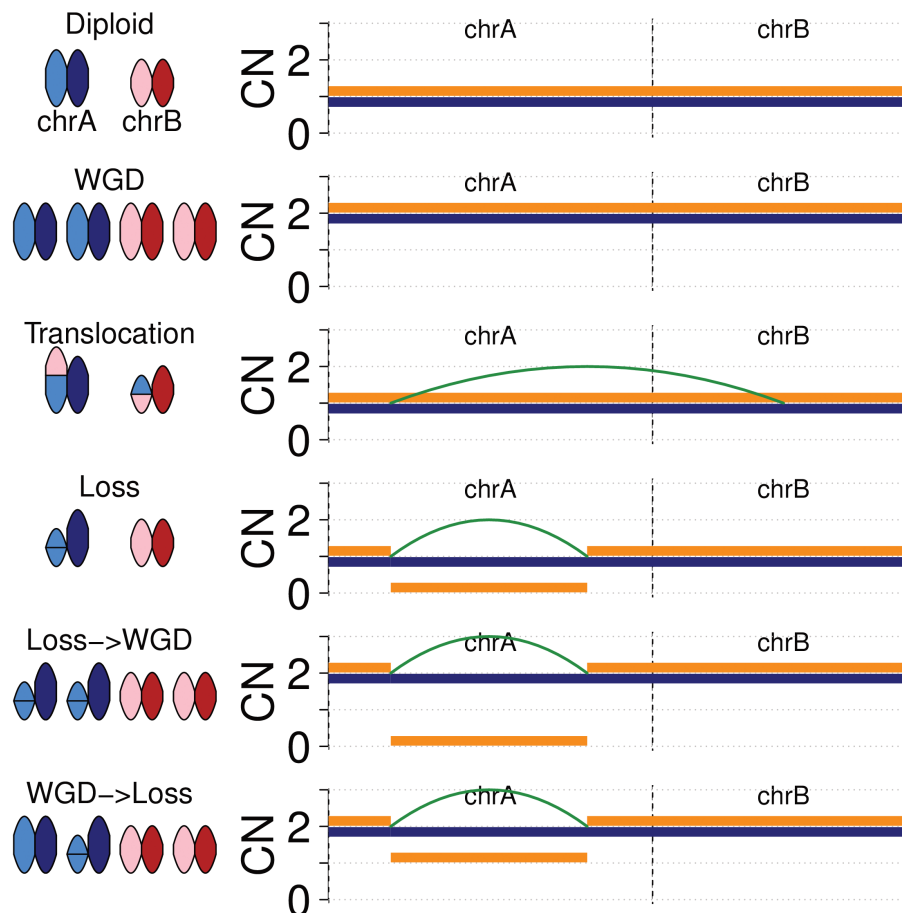 Diploid
chrA chrB
CN
2
0
chrA chrB
WGD
CN
2
0
chrA chrB
Translocation
CN
2
0
chrA chrB
Loss
CN
2
0
chrA chrB
Loss−>WGD
CN
2
0
chrA chrB
WGD−>Loss
CN
2
0
chrA chrB